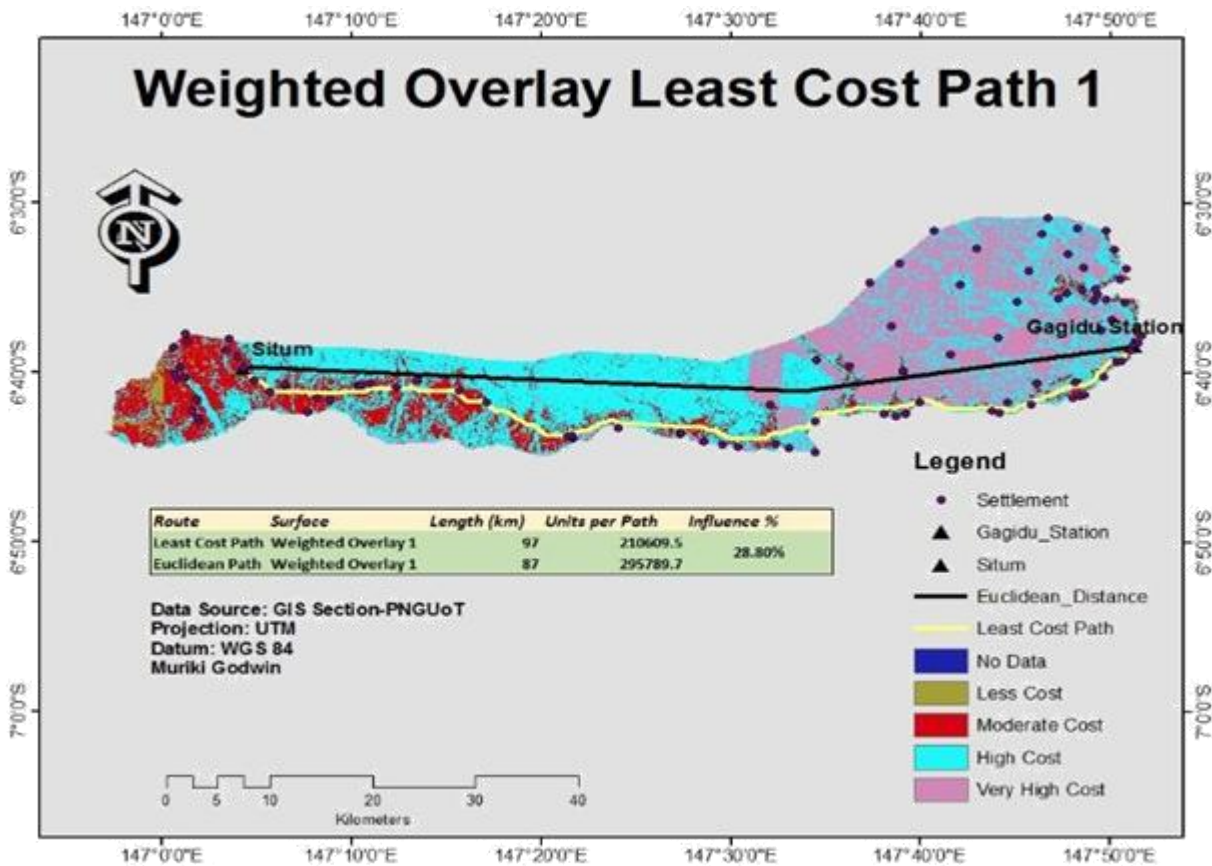 147°0'0"E 147°10'0"E 147°20'0"E 147°30'0"E 147°40'0"E 147°50'0"E
Weighted Overlay Least Cost Path 1
N
6°30'0"S 6°30'0"S
Situm
Gagidu Station
6°40'0"S 6°40'0"S
Legend
Settlement
Gagidu_Station
Situm
Euclidean_Distance
Least Cost Path
No Data
Less Cost
Moderate Cost
High Cost
Very High Cost
Route Surface Length (km) Units per Path Influence %
Least Cost Path Weighted Overlay 1 97 210609.5
28.80%
Euclidean Path Weighted Overlay 1 87 295789.7
6°50'0"S 6°50'0"S
Data Source: GIS Section-PNGUoT
Projection: UTM
Datum: WGS 84
Muriki Godwin
7°0'0"S 7°0'0"S
0 5 10 20 30 40
Kilometers
147°0'0"E 147°10'0"E 147°20'0"E 147°30'0"E 147°40'0"E 147°50'0"E